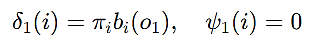 δ₁(i) = πᵢbᵢ(o₁),  ψ₁(i) = 0